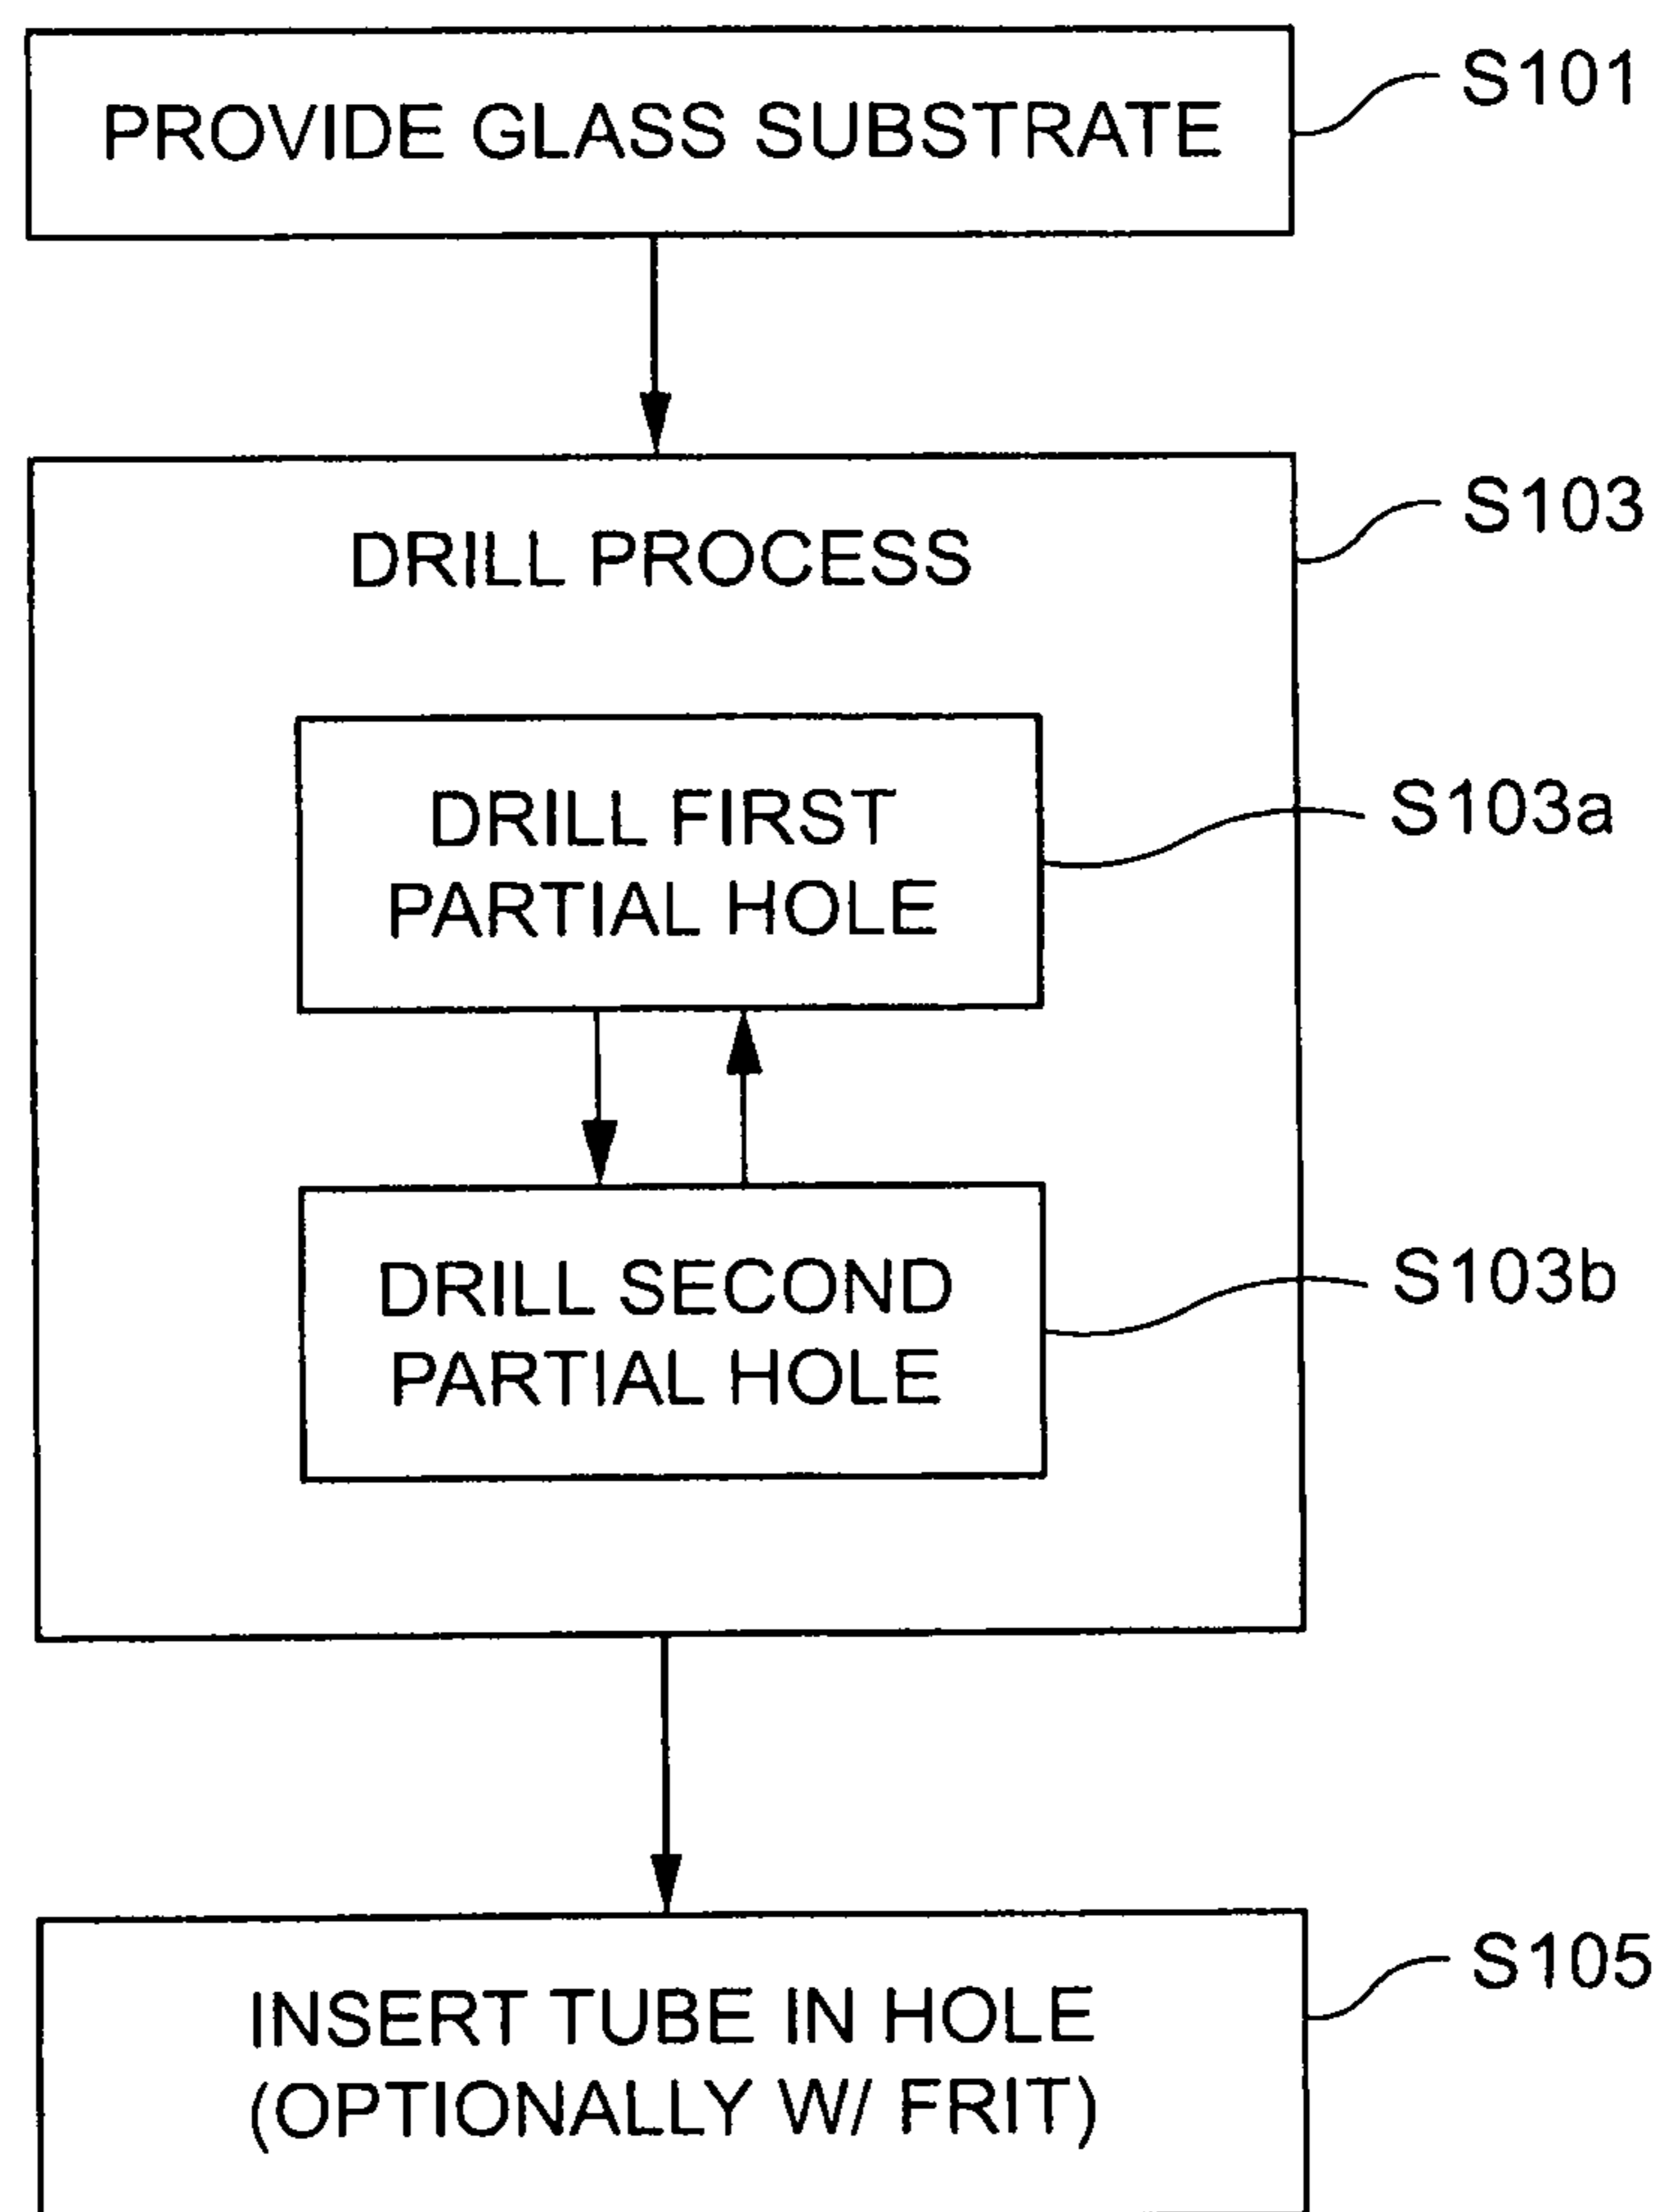 PROVIDE GLASS SUBSTRATE
S101
DRILL PROCESS
S103
DRILL FIRST
PARTIAL HOLE
S103a
DRILL SECOND
PARTIAL HOLE
S103b
INSERT TUBE IN HOLE
(OPTIONALLY W/ FRIT)
S105